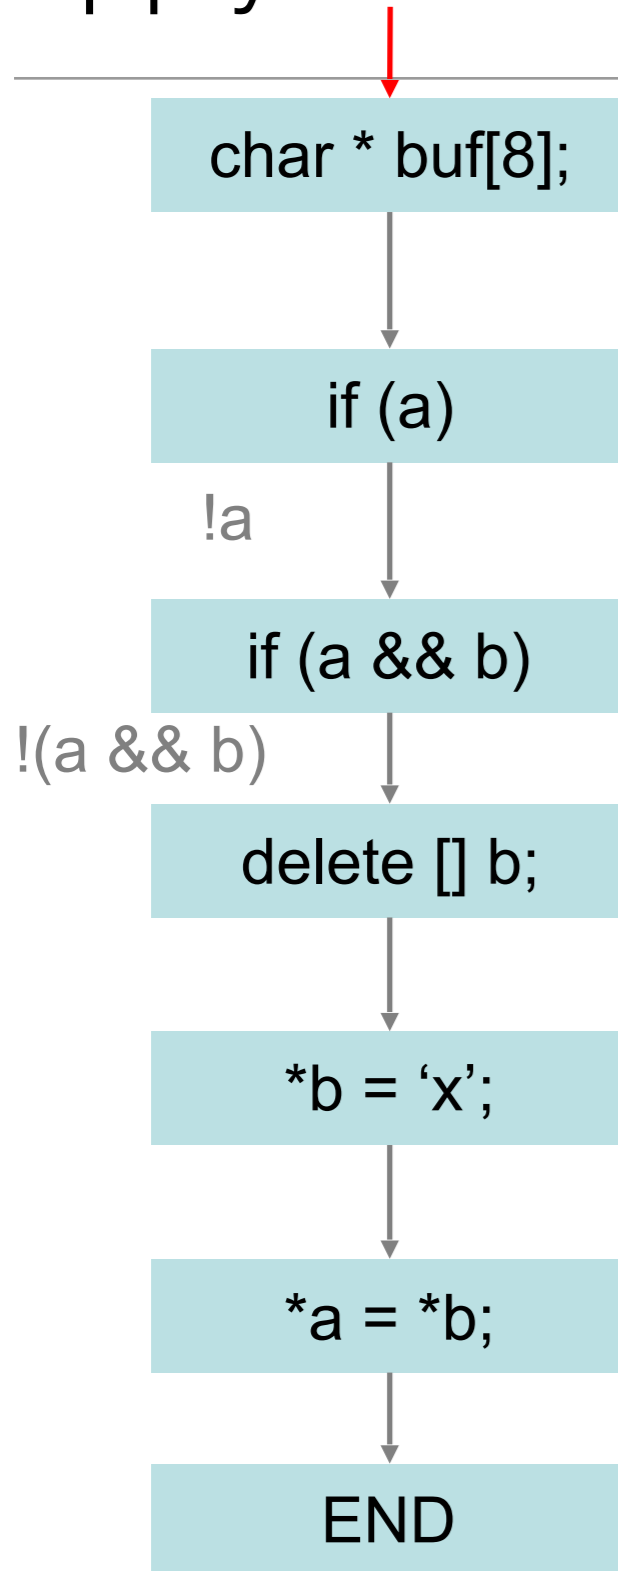 char * buf[8];
if (a)
!a
if (a && b)
!(a && b)
delete [] b;
*b = ‘x’;
*a = *b;
END